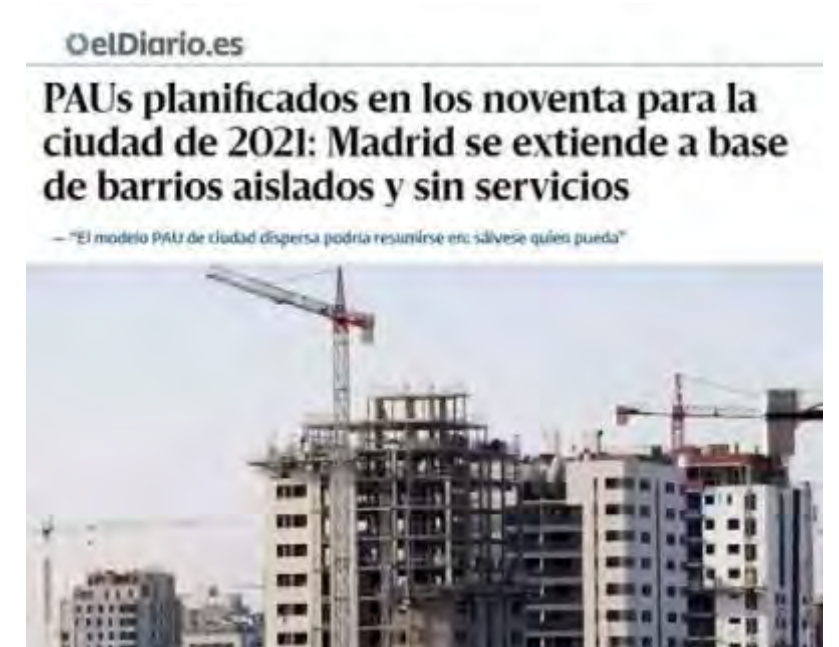 elDiario.es
PAUs planificados en los noventa para la
ciudad de 2021: Madrid se extiende a base
de barrios aislados y sin servicios
— "El modelo PAU de ciudad dispersa podría resumirse en: sálvese quien pueda"